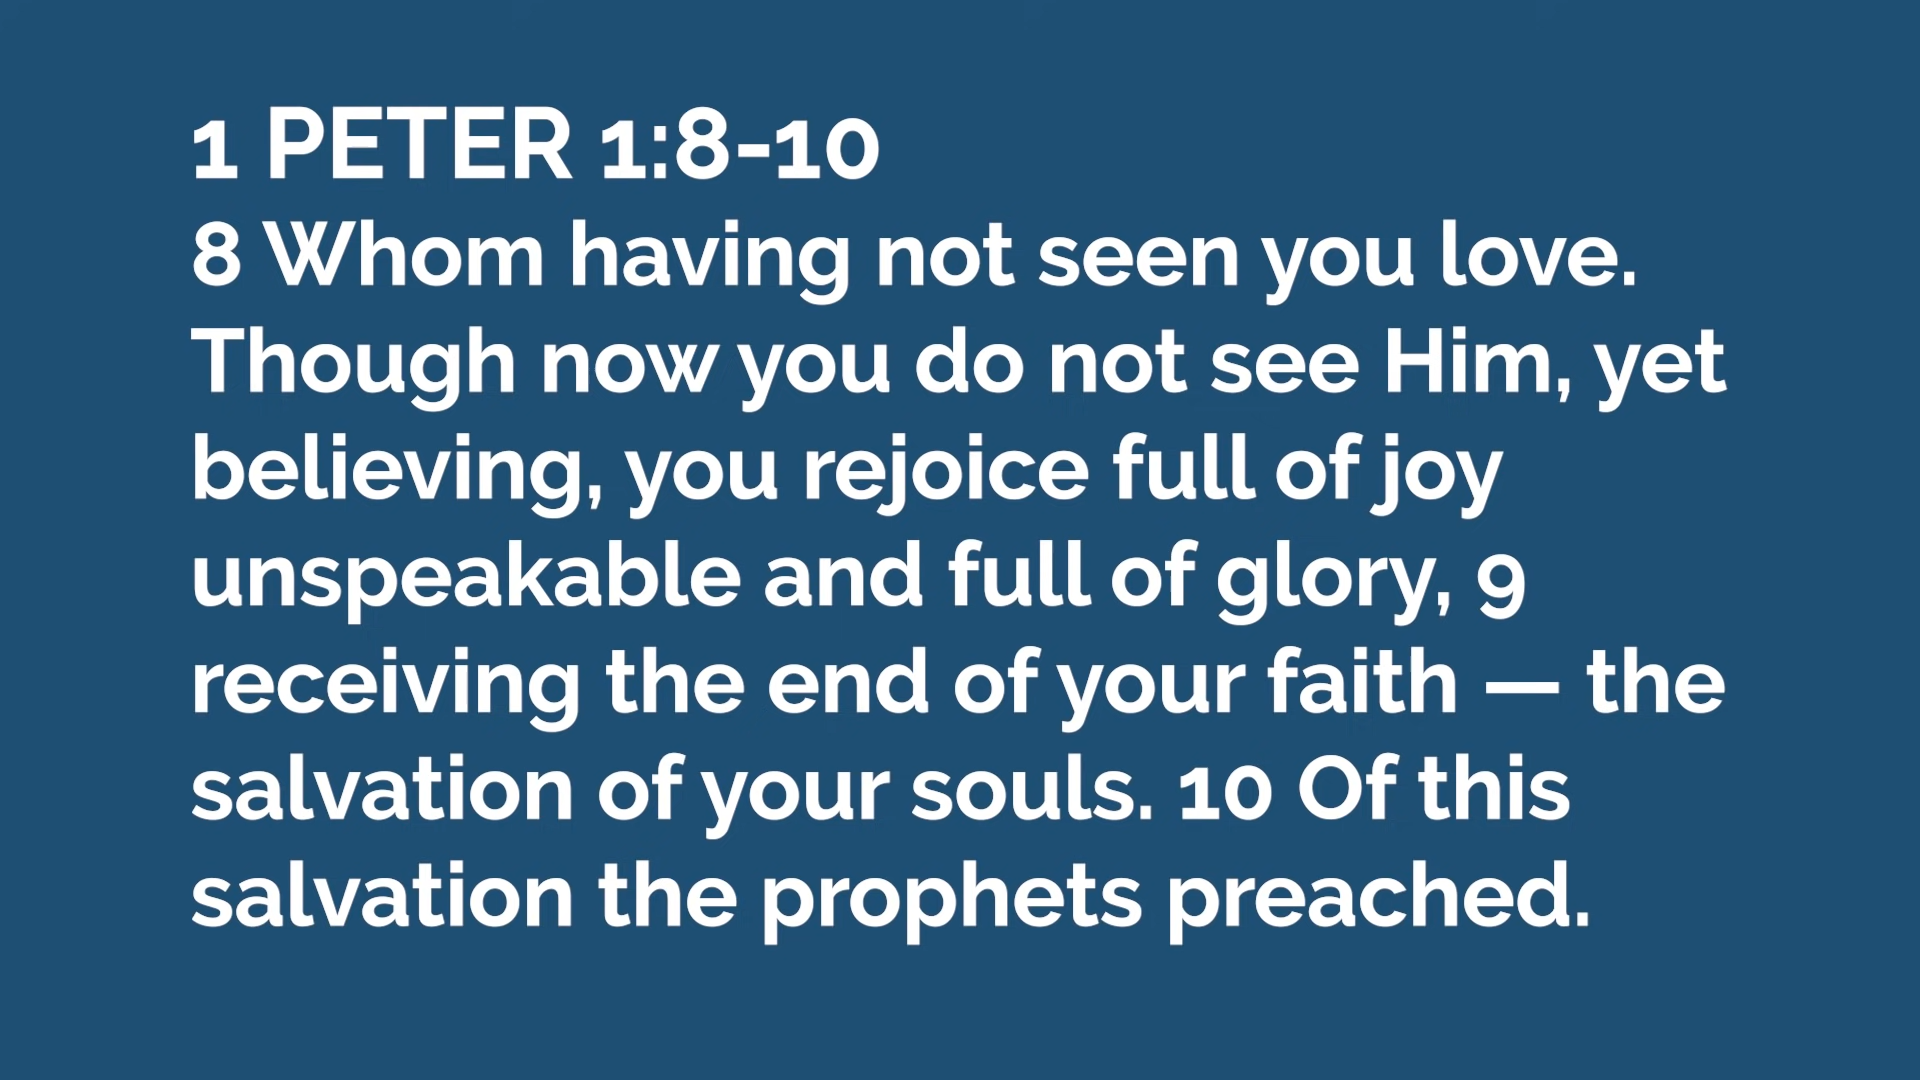 1 PETER 1:8-10
8 Whom having not seen you love.
Though now you do not see Him, yet
believing, you rejoice full of joy
unspeakable and full of glory, 9
receiving the end of your faith — the
salvation of your souls. 10 Of this
salvation the prophets preached.